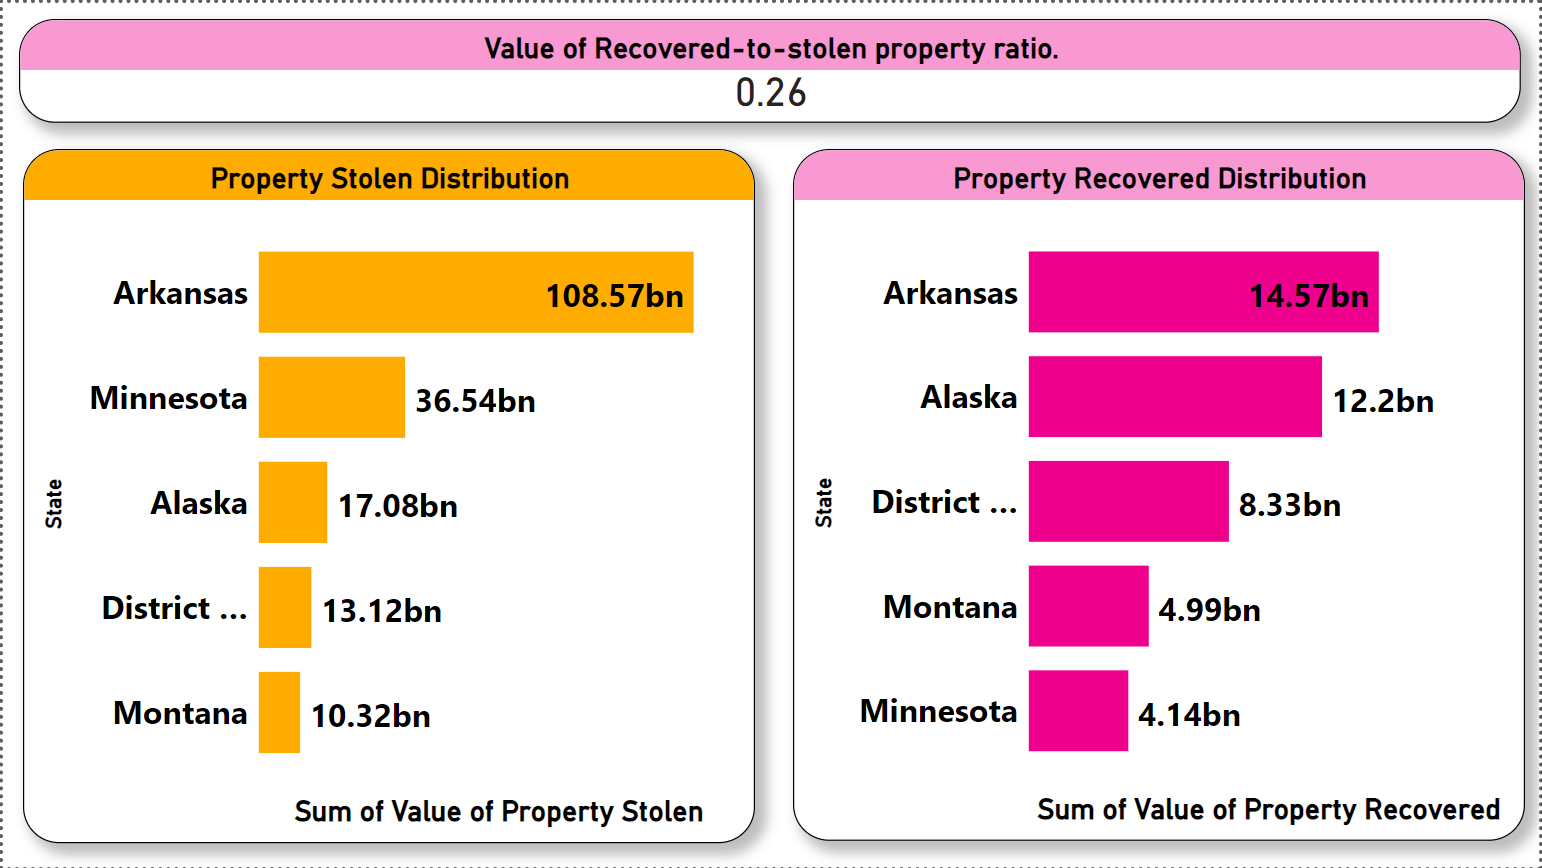 Value of Recovered-to-stolen property ratio.
0.26
Property Stolen Distribution
State
Arkansas 108.57bn
Minnesota 36.54bn
Alaska 17.08bn
District ... 13.12bn
Montana 10.32bn
Sum of Value of Property Stolen
Property Recovered Distribution
State
Arkansas 14.57bn
Alaska 12.2bn
District ... 8.33bn
Montana 4.99bn
Minnesota 4.14bn
Sum of Value of Property Recovered